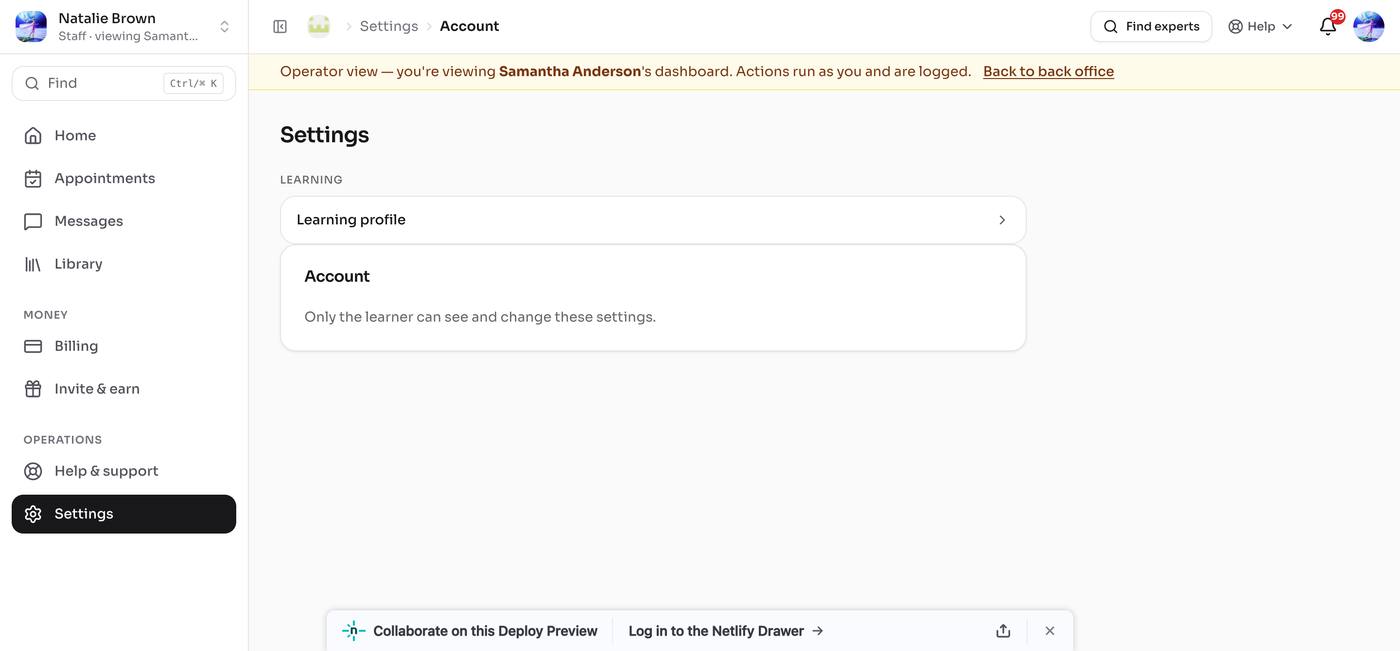 Natalie Brown
Staff · viewing Samant...
Settings
Account
Find experts
Help
99
Operator view — you're viewing Samantha Anderson's dashboard. Actions run as you and are logged. Back to back office
Find
Ctrl/⌘ K
Home
Appointments
Messages
Library
MONEY
Billing
Invite & earn
OPERATIONS
Help & support
Settings
Settings
LEARNING
Learning profile
Account
Only the learner can see and change these settings.
Collaborate on this Deploy Preview
Log in to the Netlify Drawer →